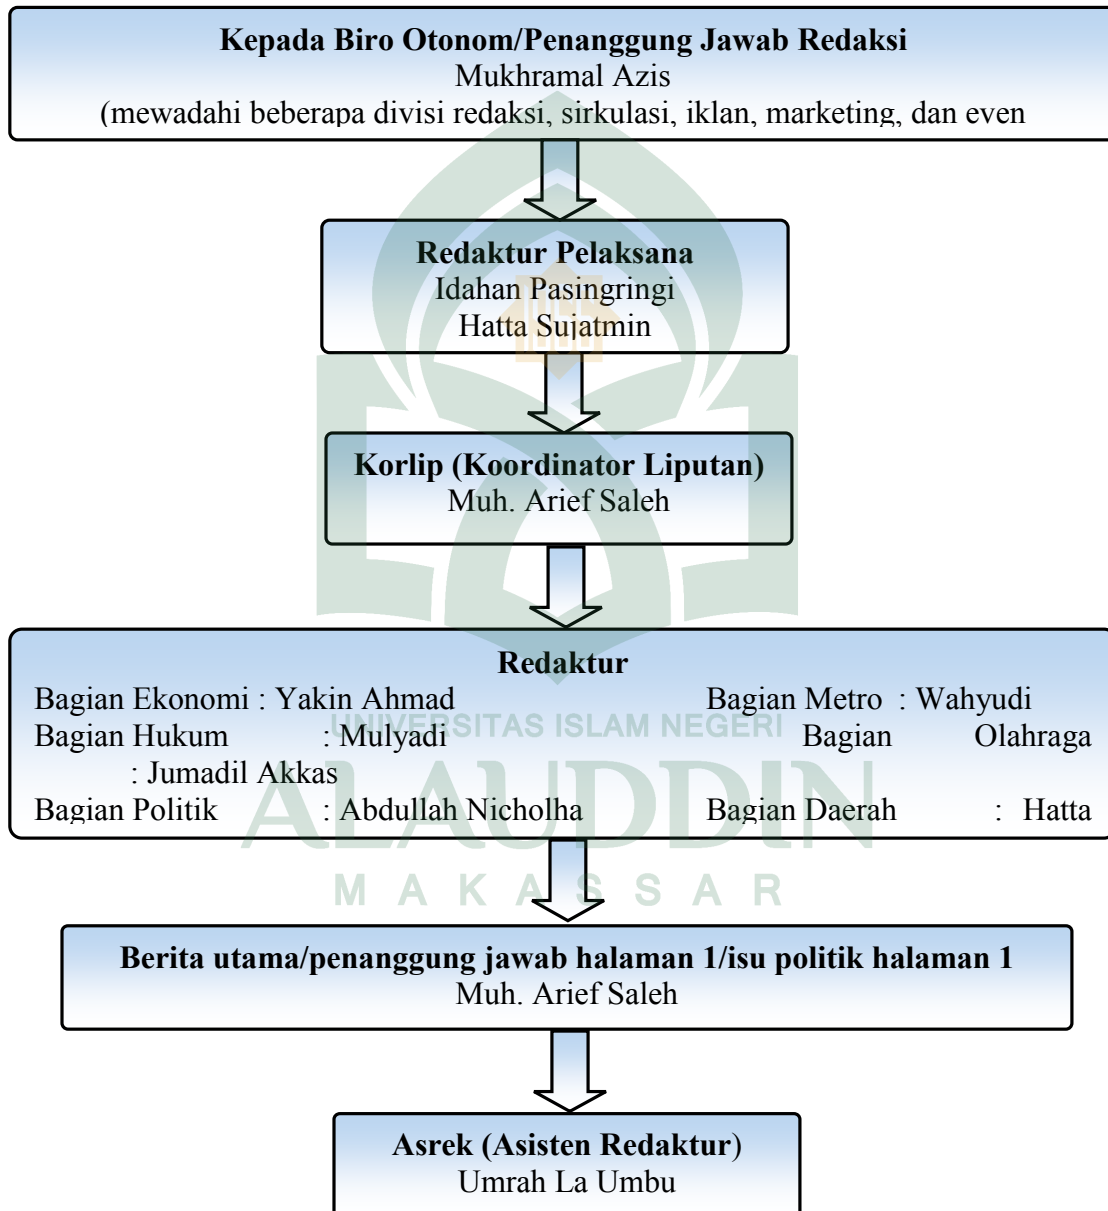 Kepada Biro Otonom/Penanggung Jawab Redaksi
Mukhramal Azis
(mewadahi beberapa divisi redaksi, sirkulasi, iklan, marketing, dan even
Redaktur Pelaksana
Idahan Pasingringi
Hatta Sujatmin
Korlip (Koordinator Liputan)
Muh. Arief Saleh
Redaktur
Bagian Ekonomi : Yakin Ahmad Bagian Metro : Wahyudi
Bagian Hukum : Mulyadi Bagian Olahraga
: Jumadil Akkas
Bagian Politik : Abdullah Nicholha Bagian Daerah : Hatta
UNIVERSITAS ISLAM NEGERI
ALAUDDIN
MAKASSAR
Berita utama/penanggung jawab halaman 1/isu politik halaman 1
Muh. Arief Saleh
Asrek (Asisten Redaktur)
Umrah La Umbu